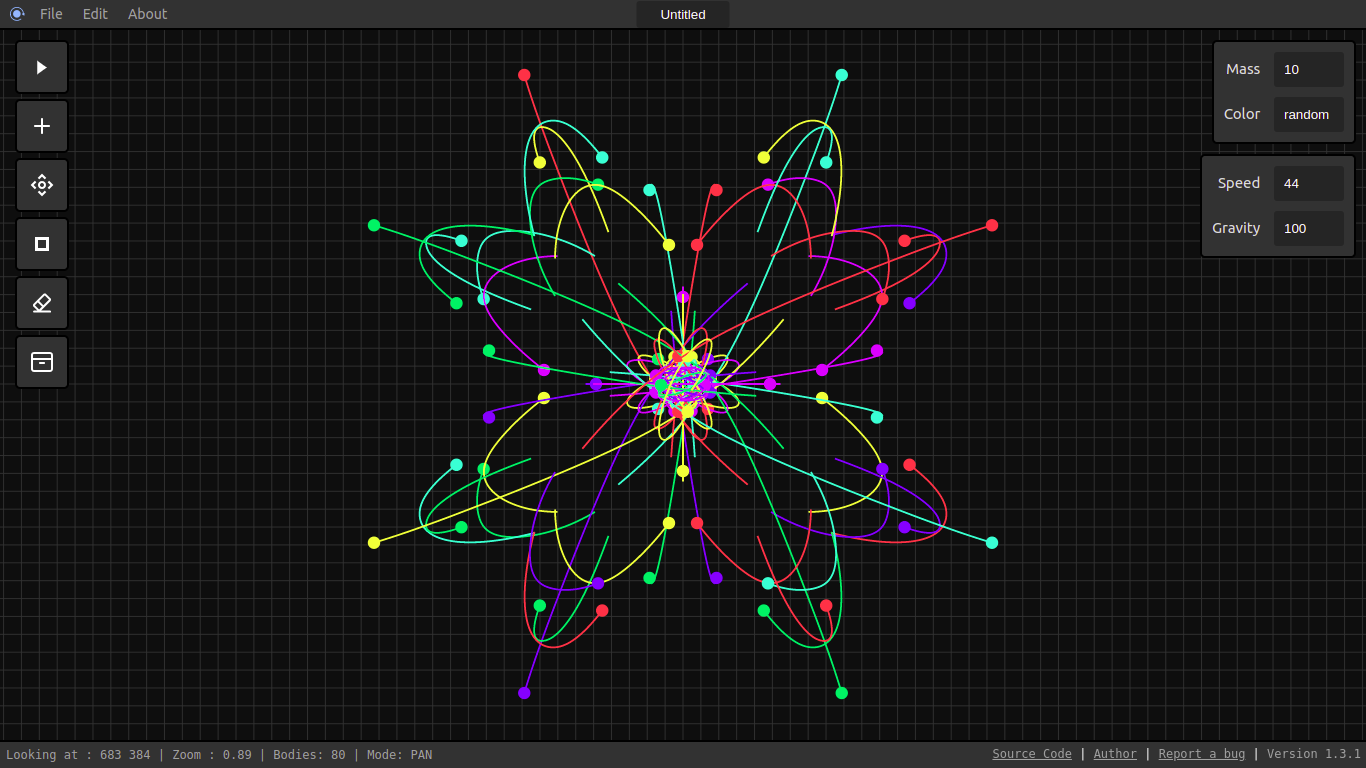 File Edit About
Untitled
Mass 10
Color random
Speed 44
Gravity 100
Looking at : 683 384 | Zoom : 0.89 | Bodies: 80 | Mode: PAN
Source Code | Author | Report a bug | Version 1.3.1